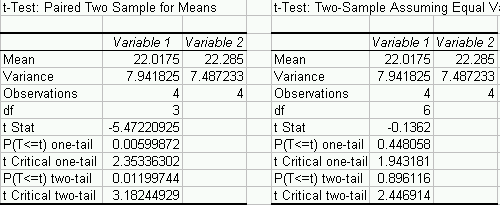 t-Test: Paired Two Sample for Means t-Test: Two-Sample Assuming Equal Va
Variable 1 Variable 2 Variable 1 Variable 2
Mean 22.0175 22.285 Mean 22.0175 22.285
Variance 7.941825 7.487233 Variance 7.941825 7.487233
Observations 4 4 Observations 4 4
df 3 df 6
t Stat -5.47220925 t Stat -0.1362
P(T<=t) one-tail 0.00599872 P(T<=t) one-tail 0.448058
t Critical one-tail 2.35336302 t Critical one-tail 1.943181
P(T<=t) two-tail 0.01199744 P(T<=t) two-tail 0.896116
t Critical two-tail 3.18244929 t Critical two-tail 2.446914